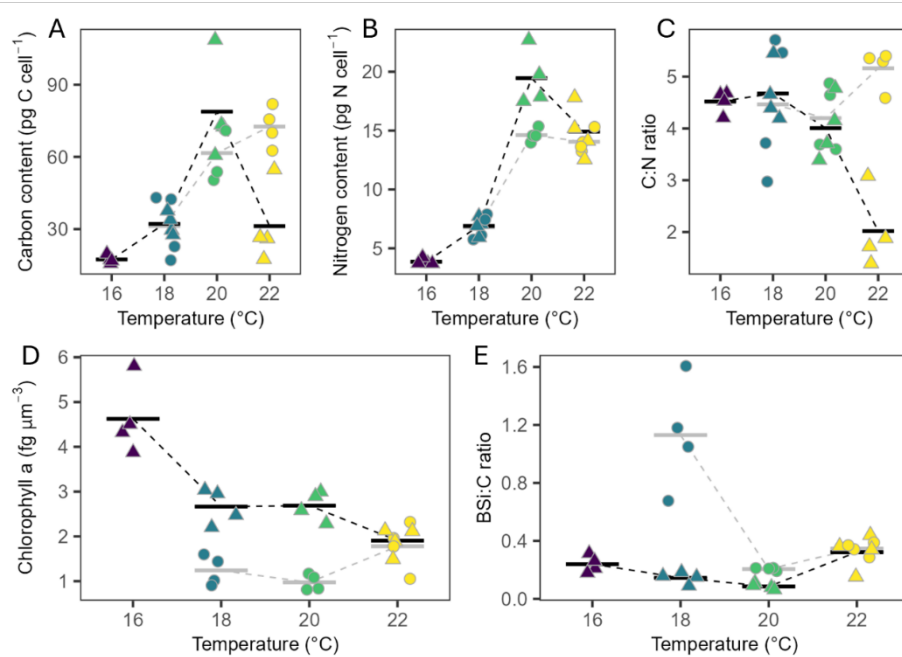 A
B
C
Carbon content (pg C cell⁻¹)
90
60
30
16 18 20 22
Temperature (°C)
Nitrogen content (pg N cell⁻¹)
20
15
10
5
16 18 20 22
Temperature (°C)
C:N ratio
5
4
3
2
16 18 20 22
Temperature (°C)
D
E
Chlorophyll a (fg μm⁻³)
6
5
4
3
2
1
16 18 20 22
Temperature (°C)
BSi:C ratio
1.6
1.2
0.8
0.4
0.0
16 18 20 22
Temperature (°C)